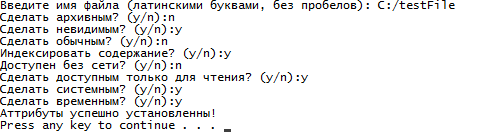 Введите имя файла (латинскими буквами, без пробелов): C:/testFile
Сделать архивным? (y/n):n
Сделать невидимым? (y/n):y
Сделать обычным? (y/n):n
Индексировать содержание? (y/n):y
Доступен без сети? (y/n):n
Сделать доступным только для чтения? (y/n):y
Сделать системным? (y/n):y
Сделать временным? (y/n):y
Аттрибуты успешно установленны!
Press any key to continue . . . _